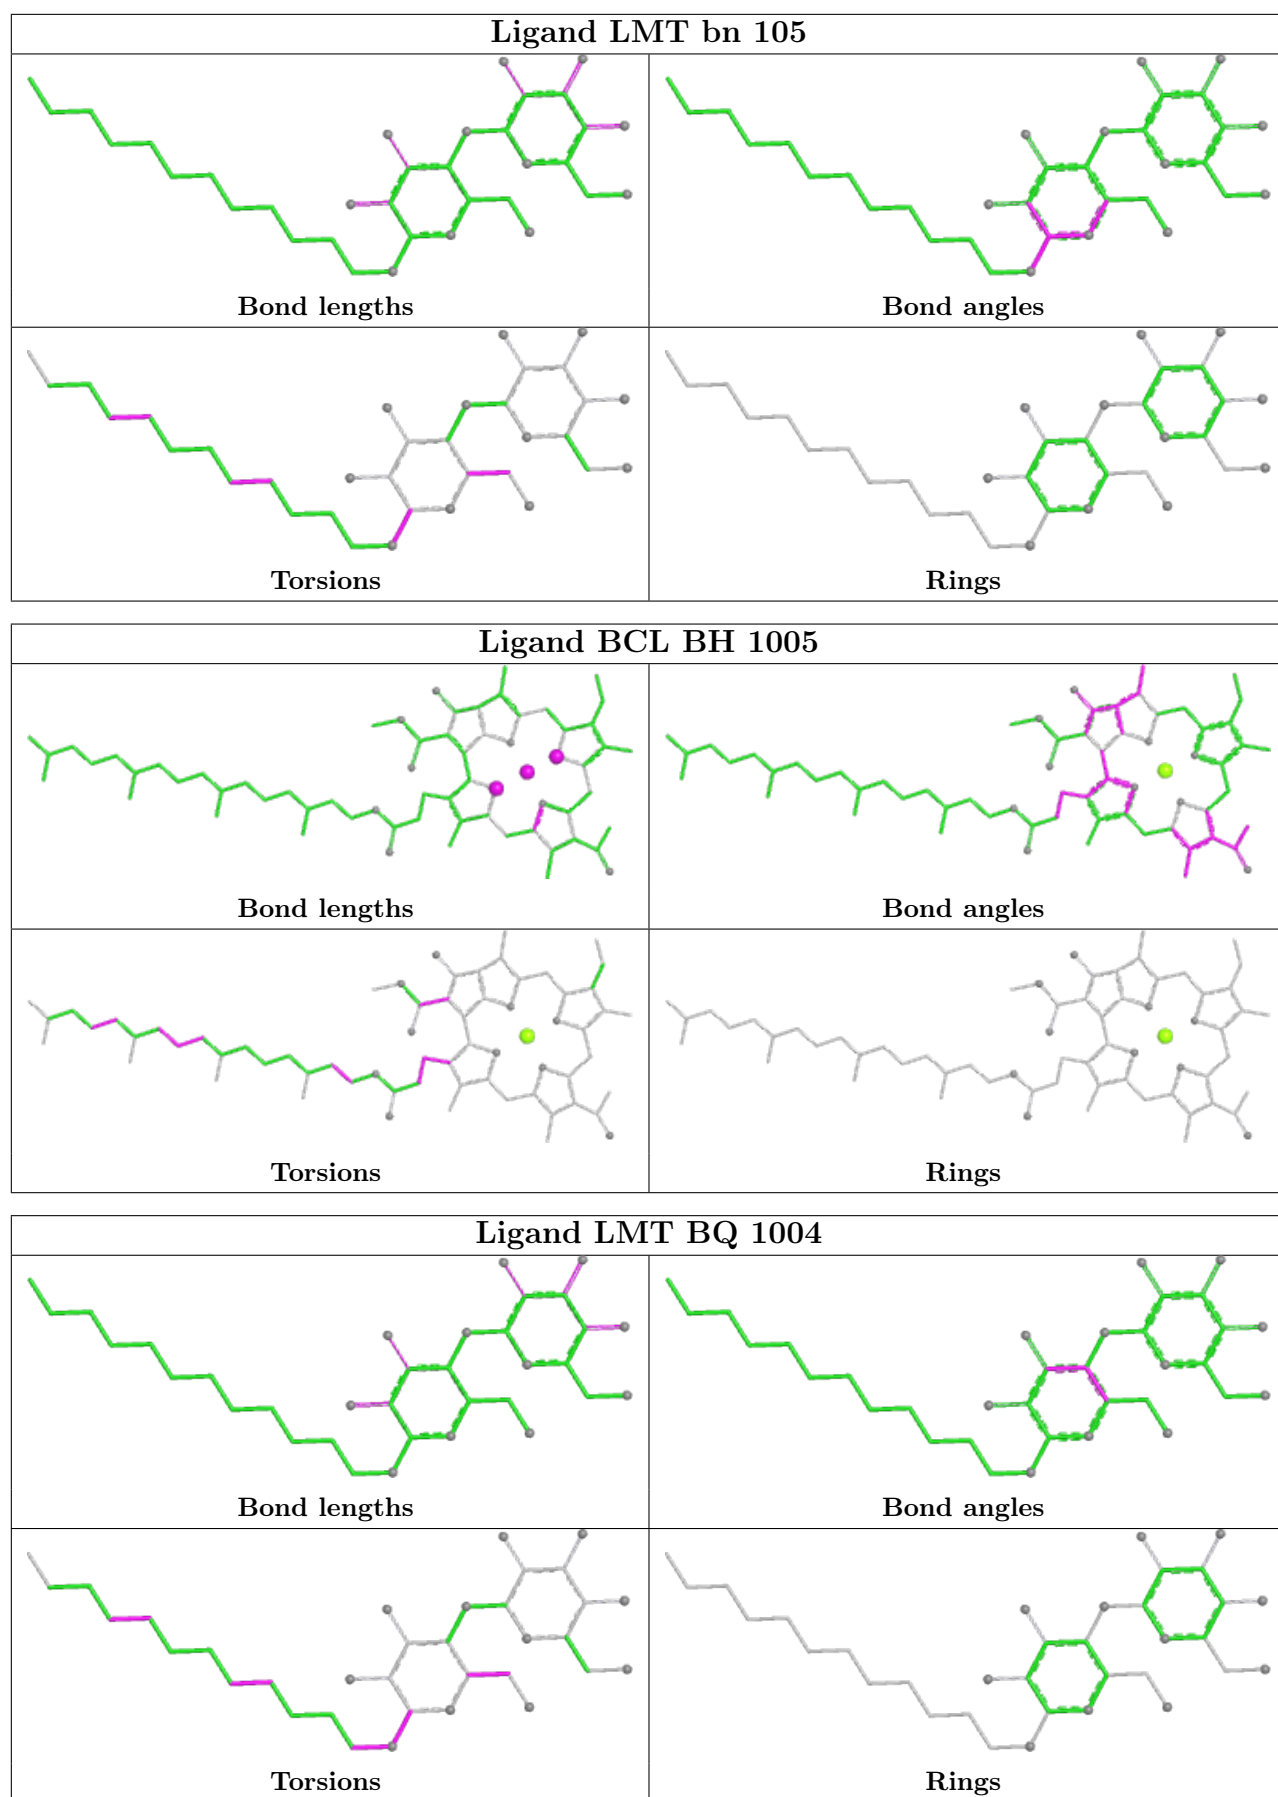 Ligand LMT bn 105
Bond lengths
Bond angles
Torsions
Rings
Ligand BCL BH 1005
Bond lengths
Bond angles
Torsions
Rings
Ligand LMT BQ 1004
Bond lengths
Bond angles
Torsions
Rings